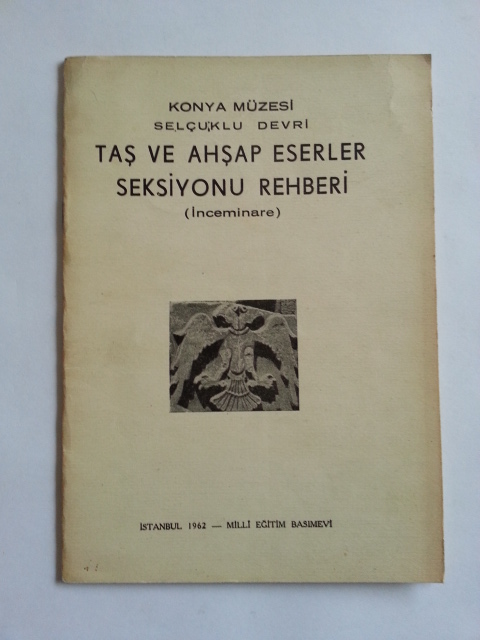 KONYA MÜZESİ
SELÇUKLU DEVRİ
TAŞ VE AHŞAP ESERLER
SEKSİYONU REHBERİ
(İnceminare)
İSTANBUL 1962 — MİLLİ EĞİTİM BASIMEVİ